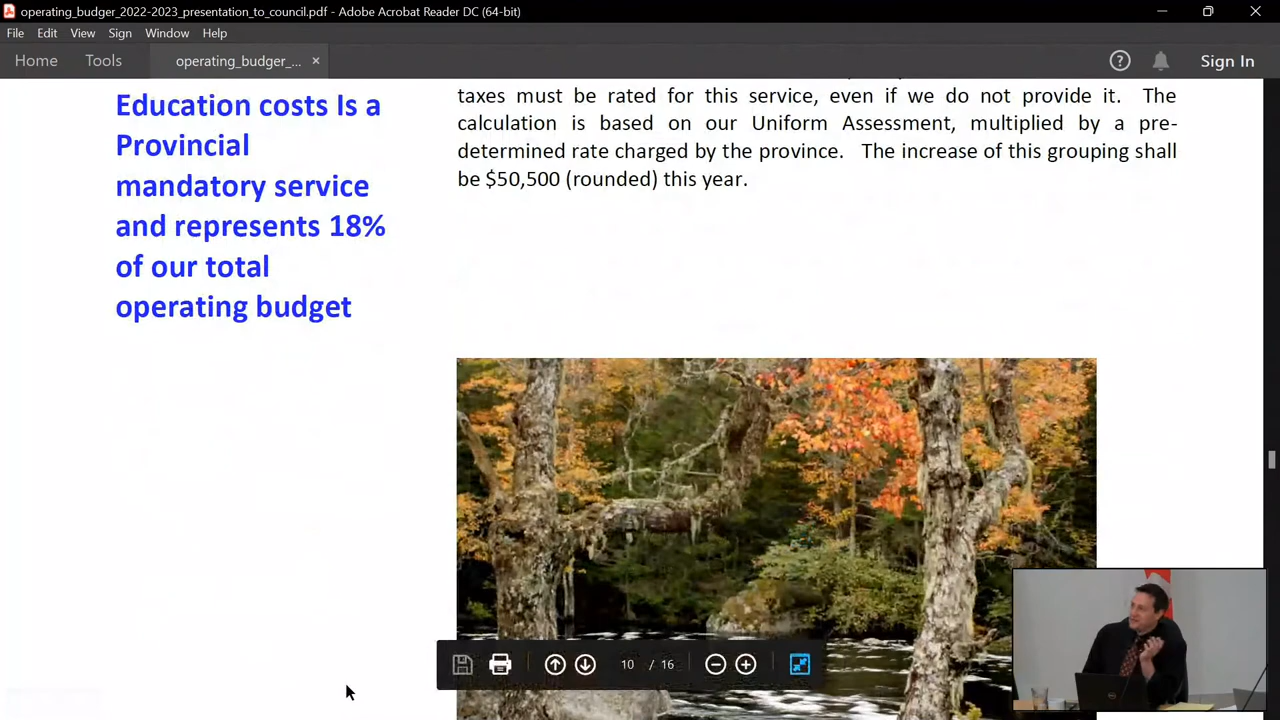 operating_budget_2022-2023_presentation_to_council.pdf - Adobe Acrobat Reader DC (64-bit)
File Edit View Sign Window Help
Home Tools operating_budger_... × Sign In
Education costs Is a
Provincial
mandatory service
and represents 18%
of our total
operating budget
taxes must be rated for this service, even if we do not provide it. The
calculation is based on our Uniform Assessment, multiplied by a pre-
determined rate charged by the province. The increase of this grouping shall
be $50,500 (rounded) this year.
10 / 16